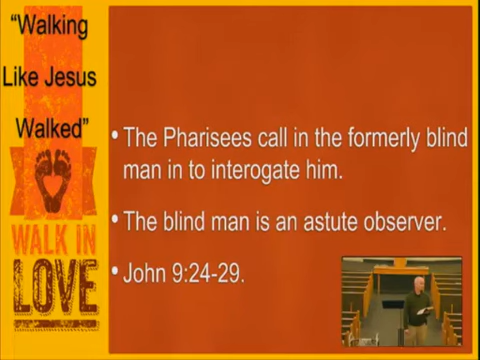 "Walking
Like Jesus
Walked"
WALK IN
LOVE
• The Pharisees call in the formerly blind
man in to interogate him.
• The blind man is an astute observer.
• John 9:24-29.